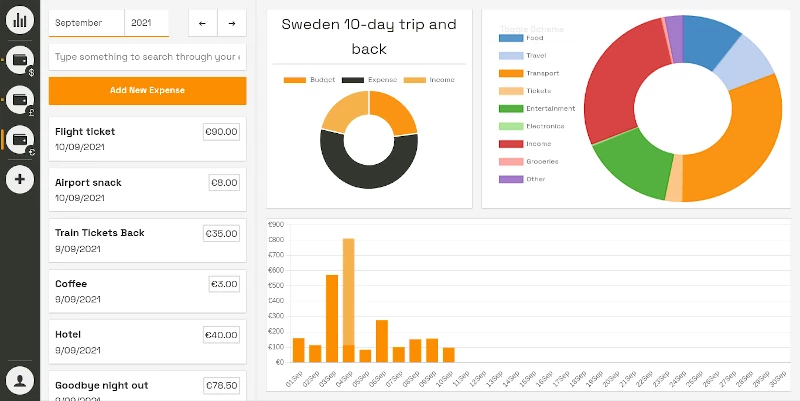 September
2021
←
→
Type something to search through your e
Add New Expense
Flight ticket
€90.00
10/09/2021
Airport snack
€8.00
10/09/2021
Train Tickets Back
€35.00
9/09/2021
Coffee
€3.00
9/09/2021
Hotel
€40.00
9/09/2021
Goodbye night out
€78.50
9/09/2021
$
£
€
Sweden 10-day trip and
back
Budget
Expense
Income
Food
Travel
Transport
Tickets
Entertainment
Electronics
Income
Groceries
Other
€900
€800
€700
€600
€500
€400
€300
€200
€100
€0
01Sep
02Sep
03Sep
04Sep
05Sep
06Sep
07Sep
08Sep
09Sep
10Sep
11Sep
12Sep
13Sep
14Sep
15Sep
16Sep
17Sep
18Sep
19Sep
20Sep
21Sep
22Sep
23Sep
24Sep
25Sep
26Sep
27Sep
28Sep
29Sep
30Sep